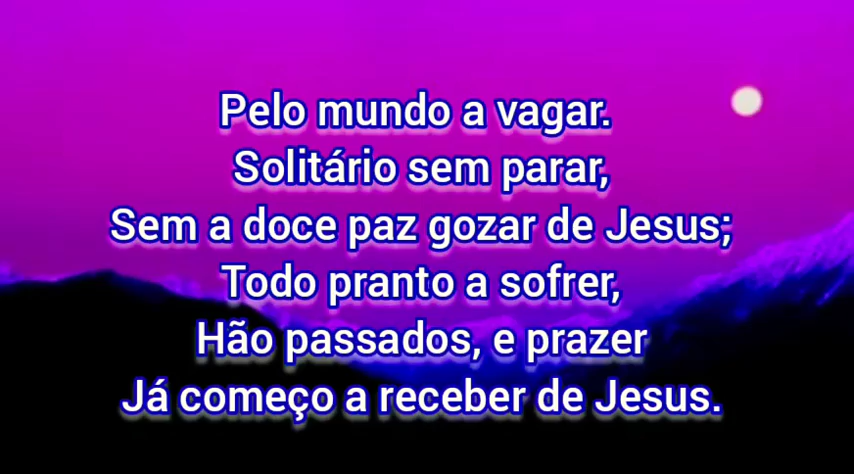 Pelo mundo a vagar.
Solitário sem parar,
Sem a doce paz gozar de Jesus;
Todo pranto a sofrer,
Hão passados, e prazer
Já começo a receber de Jesus.